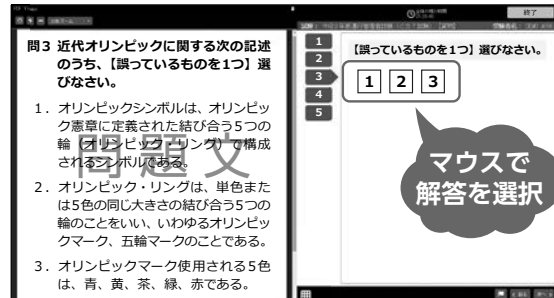 終了
問3 近代オリンピックに関する次の記述
のうち、【誤っているものを1つ】選
びなさい。
1. オリンピックシンボルは、オリンピッ
ク憲章に定義された結び合う5つの
輪（オリンピック・リング）で構成
されるシンボルである。
2. オリンピック・リングは、単色また
は5色の同じ大きさの結び合う5つの
輪のことをいい、いわゆるオリンピッ
クマーク、五輪マークのことである。
3. オリンピックマーク使用される5色
は、青、黄、茶、緑、赤である。
問題文
1
2
3
4
5
【誤っているものを1つ】選びなさい。
1 2 3
マウスで
解答を選択